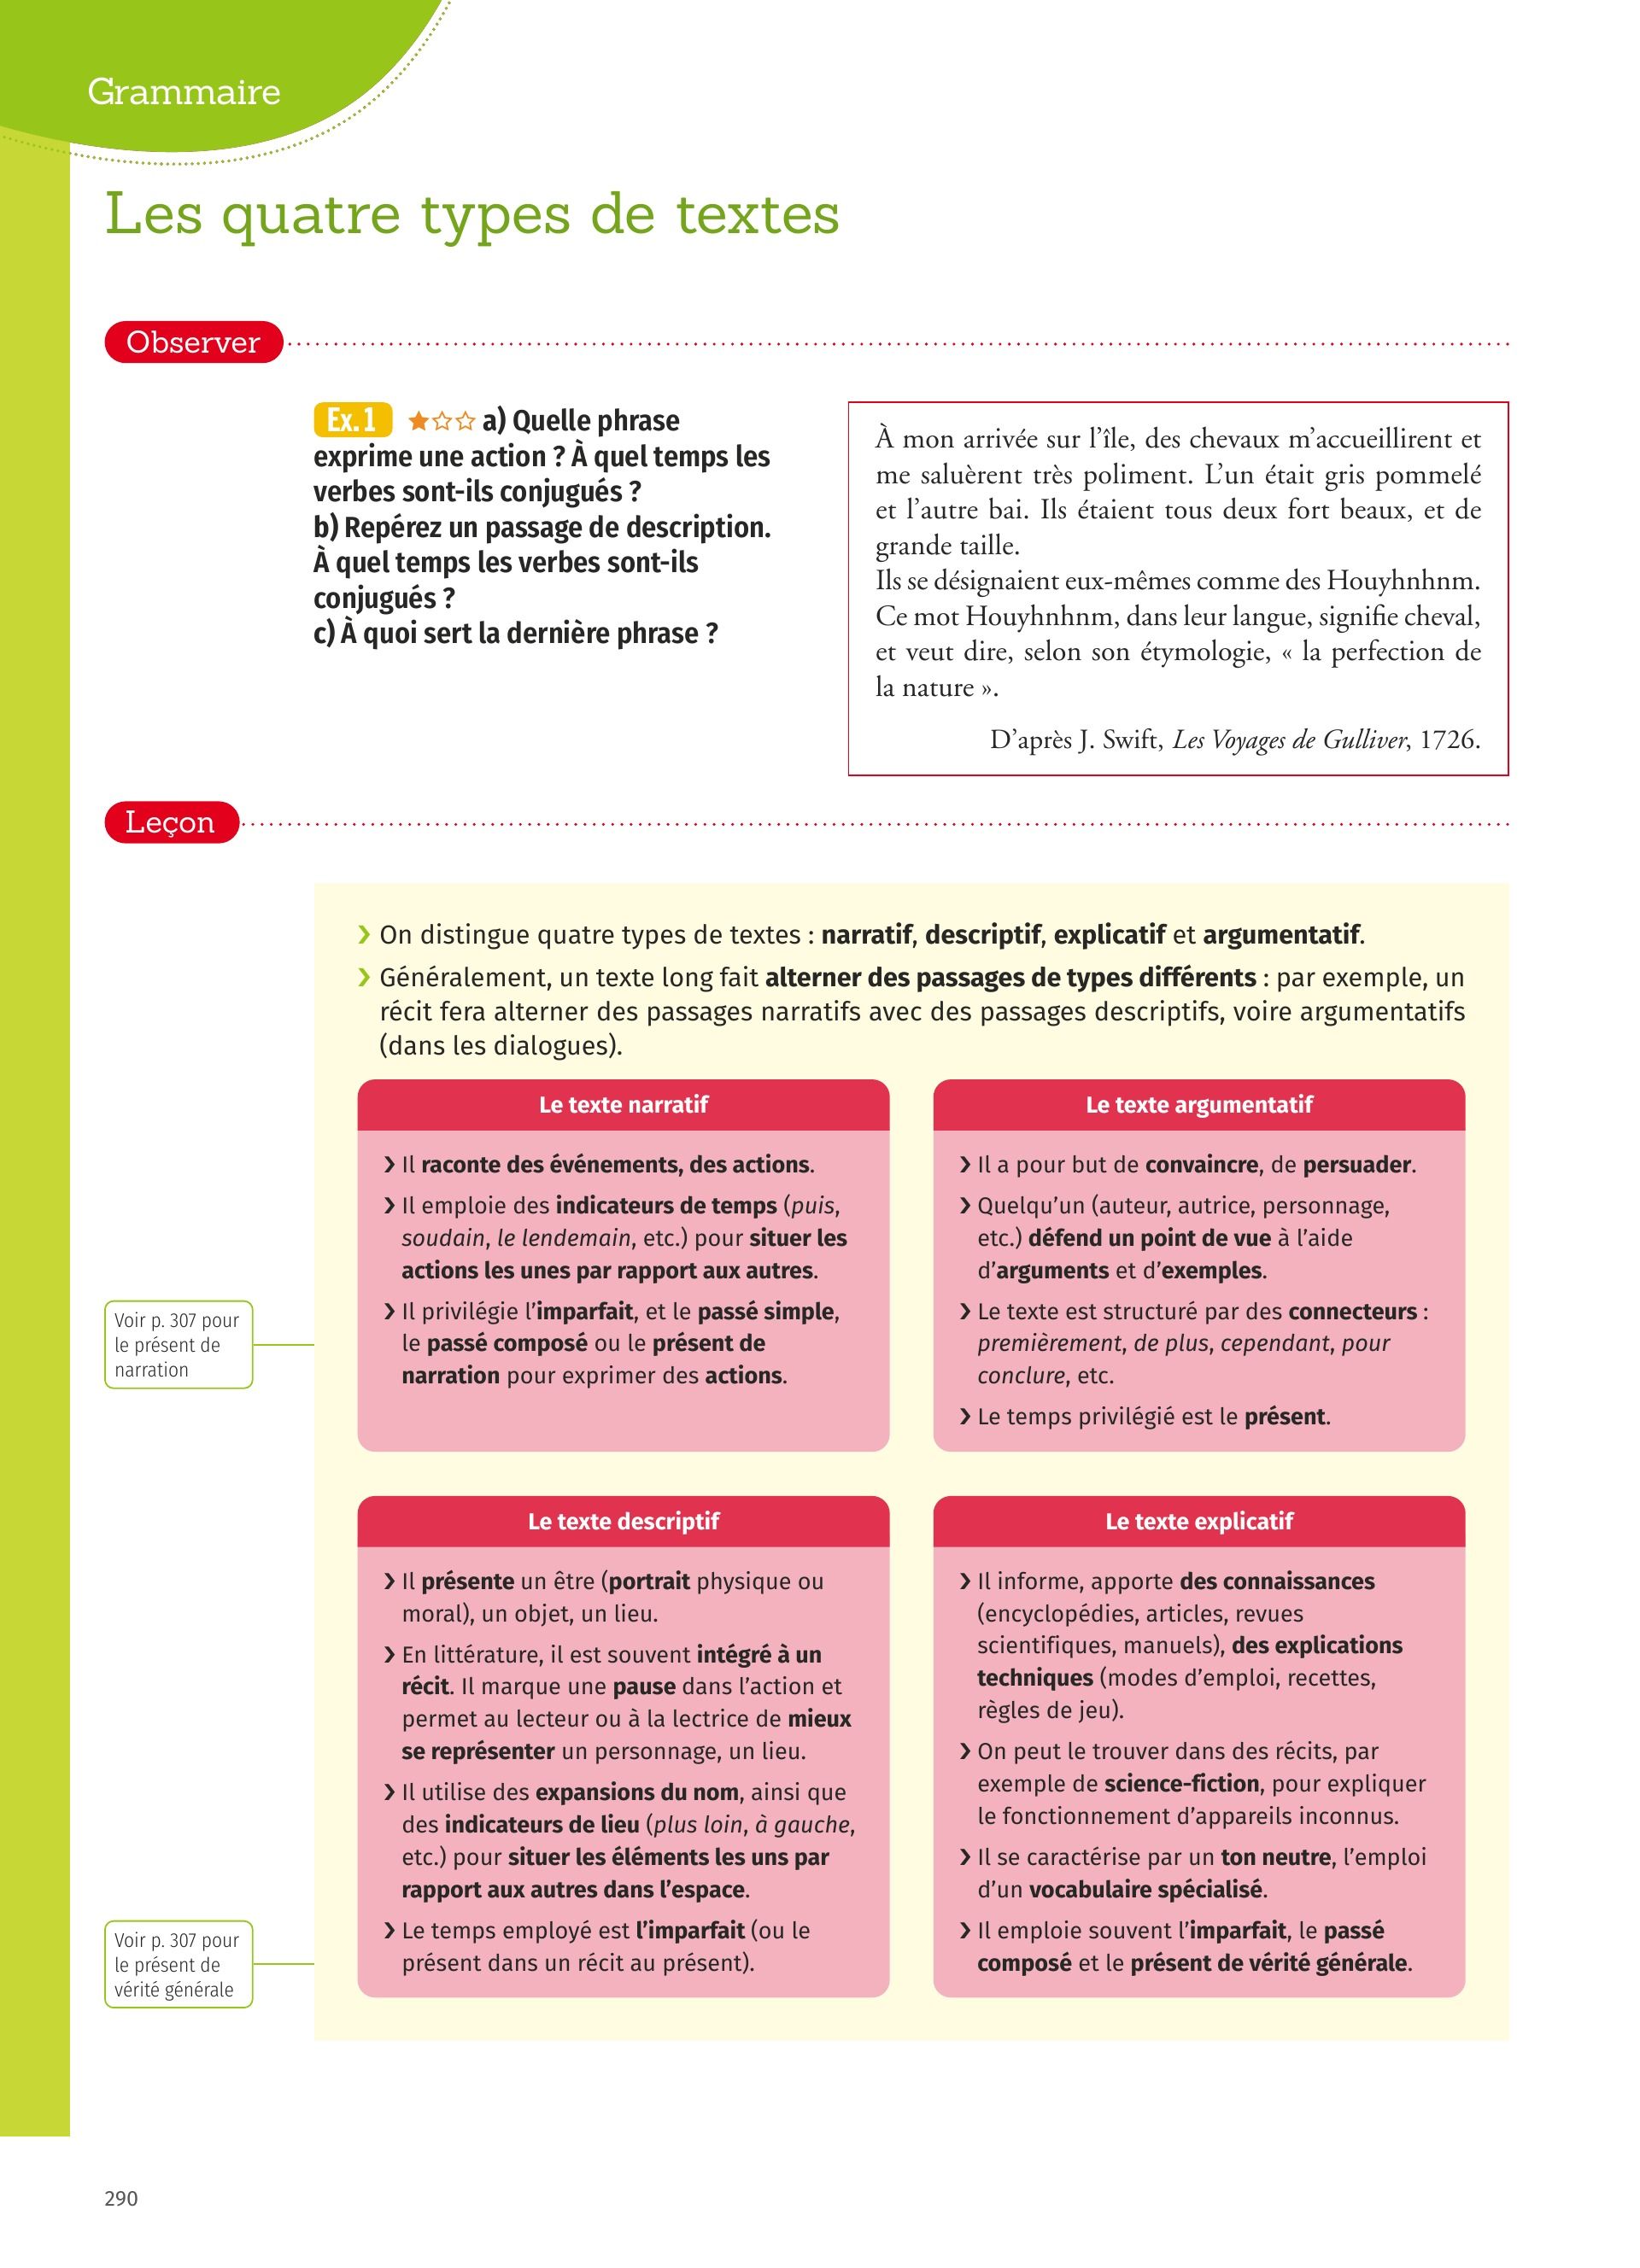 Grammaire
Les quatre types de textes
Observer
Ex. 1 a) Quelle phrase
exprime une action ? À quel temps les
verbes sont-ils conjugués ?
b) Repérez un passage de description.
À quel temps les verbes sont-ils
conjugués ?
c) À quoi sert la dernière phrase ?
À mon arrivée sur l’île, des chevaux m’accueillirent et
me saluèrent très poliment. L’un était gris pommelé
et l’autre bai. Ils étaient tous deux fort beaux, et de
grande taille.
Ils se désignaient eux-mêmes comme des Houyhnhnm.
Ce mot Houyhnhnm, dans leur langue, signifie cheval,
et veut dire, selon son étymologie, « la perfection de
la nature ».
D’après J. Swift, Les Voyages de Gulliver, 1726.
Leçon
› On distingue quatre types de textes : narratif, descriptif, explicatif et argumentatif.
› Généralement, un texte long fait alterner des passages de types différents : par exemple, un
récit fera alterner des passages narratifs avec des passages descriptifs, voire argumentatifs
(dans les dialogues).
Le texte narratif
› Il raconte des événements, des actions.
› Il emploie des indicateurs de temps (puis,
soudain, le lendemain, etc.) pour situer les
actions les unes par rapport aux autres.
› Il privilégie l’imparfait, et le passé simple,
le passé composé ou le présent de
narration pour exprimer des actions.
Voir p. 307 pour
le présent de
narration
Le texte argumentatif
› Il a pour but de convaincre, de persuader.
› Quelqu’un (auteur, autrice, personnage,
etc.) défend un point de vue à l’aide
d’arguments et d’exemples.
› Le texte est structuré par des connecteurs :
premièrement, de plus, cependant, pour
conclure, etc.
› Le temps privilégié est le présent.
Le texte descriptif
› Il présente un être (portrait physique ou
moral), un objet, un lieu.
› En littérature, il est souvent intégré à un
récit. Il marque une pause dans l’action et
permet au lecteur ou à la lectrice de mieux
se représenter un personnage, un lieu.
› Il utilise des expansions du nom, ainsi que
des indicateurs de lieu (plus loin, à gauche,
etc.) pour situer les éléments les uns par
rapport aux autres dans l’espace.
› Le temps employé est l’imparfait (ou le
présent dans un récit au présent).
Voir p. 307 pour
le présent de
vérité générale
Le texte explicatif
› Il informe, apporte des connaissances
(encyclopédies, articles, revues
scientifiques, manuels), des explications
techniques (modes d’emploi, recettes,
règles de jeu).
› On peut le trouver dans des récits, par
exemple de science-fiction, pour expliquer
le fonctionnement d’appareils inconnus.
› Il se caractérise par un ton neutre, l’emploi
d’un vocabulaire spécialisé.
› Il emploie souvent l’imparfait, le passé
composé et le présent de vérité générale.
290